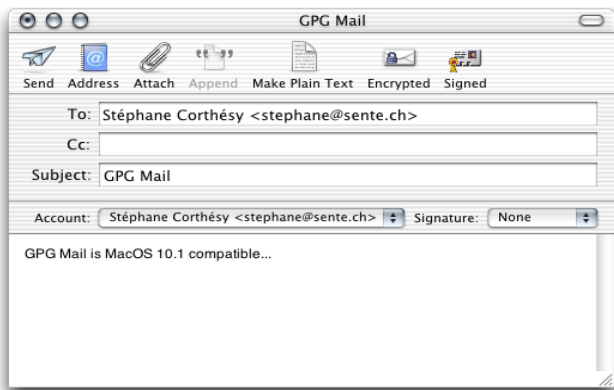 GPG Mail
Send Address Attach Append Make Plain Text Encrypted Signed
To: Stéphane Corthésy <stephane@sente.ch>
Cc:
Subject: GPG Mail
Account: Stéphane Corthésy <stephane@sente.ch> Signature: None
GPG Mail is MacOS 10.1 compatible...